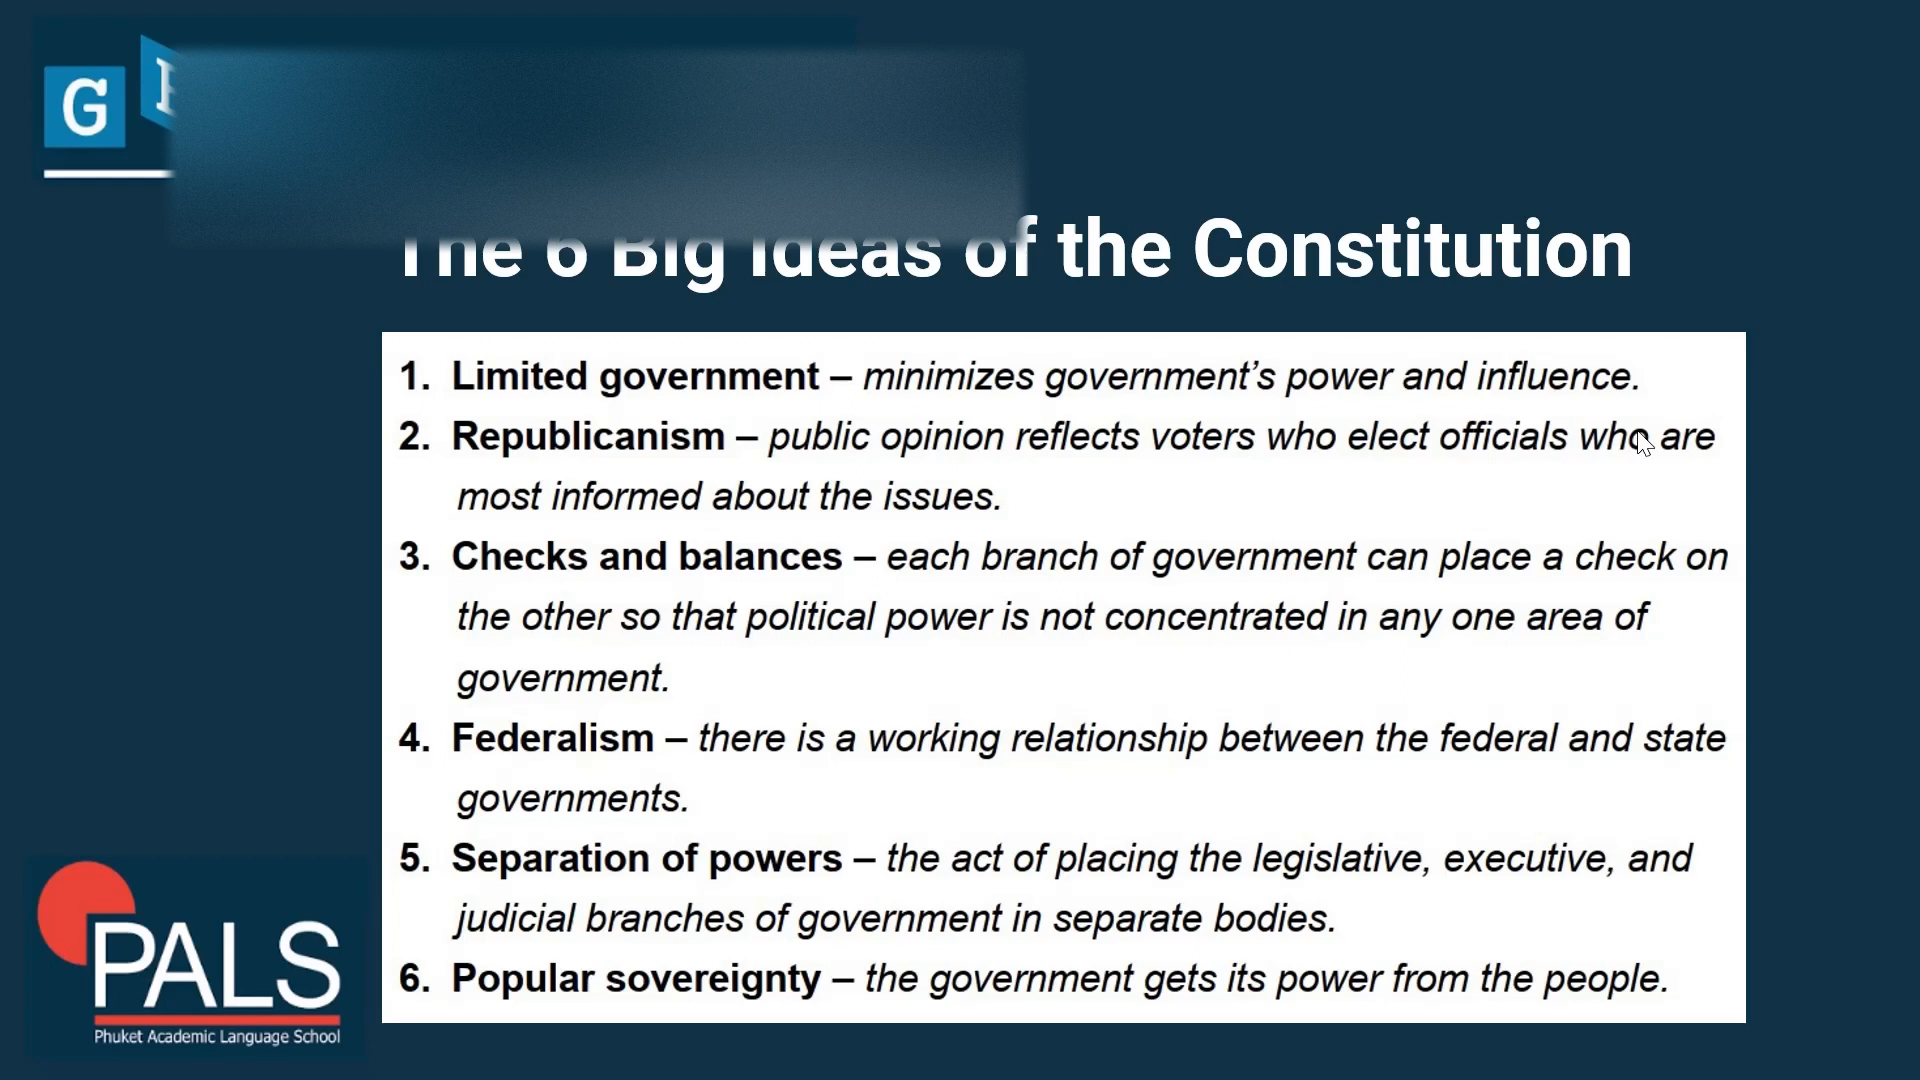 G
The 6 Big Ideas of the Constitution
1. Limited government – minimizes government’s power and influence.
2. Republicanism – public opinion reflects voters who elect officials who are
most informed about the issues.
3. Checks and balances – each branch of government can place a check on
the other so that political power is not concentrated in any one area of
government.
4. Federalism – there is a working relationship between the federal and state
governments.
5. Separation of powers – the act of placing the legislative, executive, and
judicial branches of government in separate bodies.
6. Popular sovereignty – the government gets its power from the people.
PALS
Phuket Academic Language School